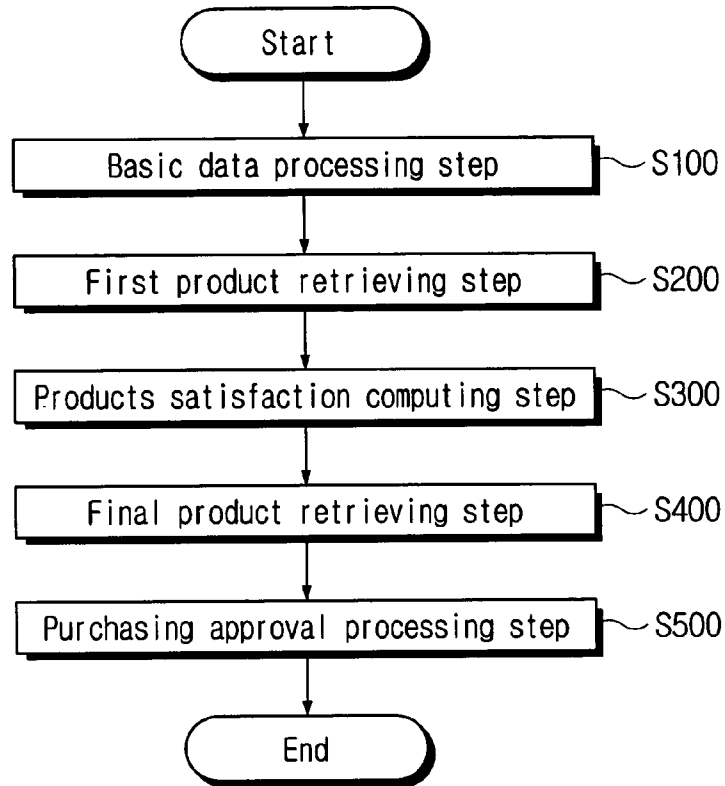 Start
Basic data processing step
S100
First product retrieving step
S200
Products satisfaction computing step
S300
Final product retrieving step
S400
Purchasing approval processing step
S500
End